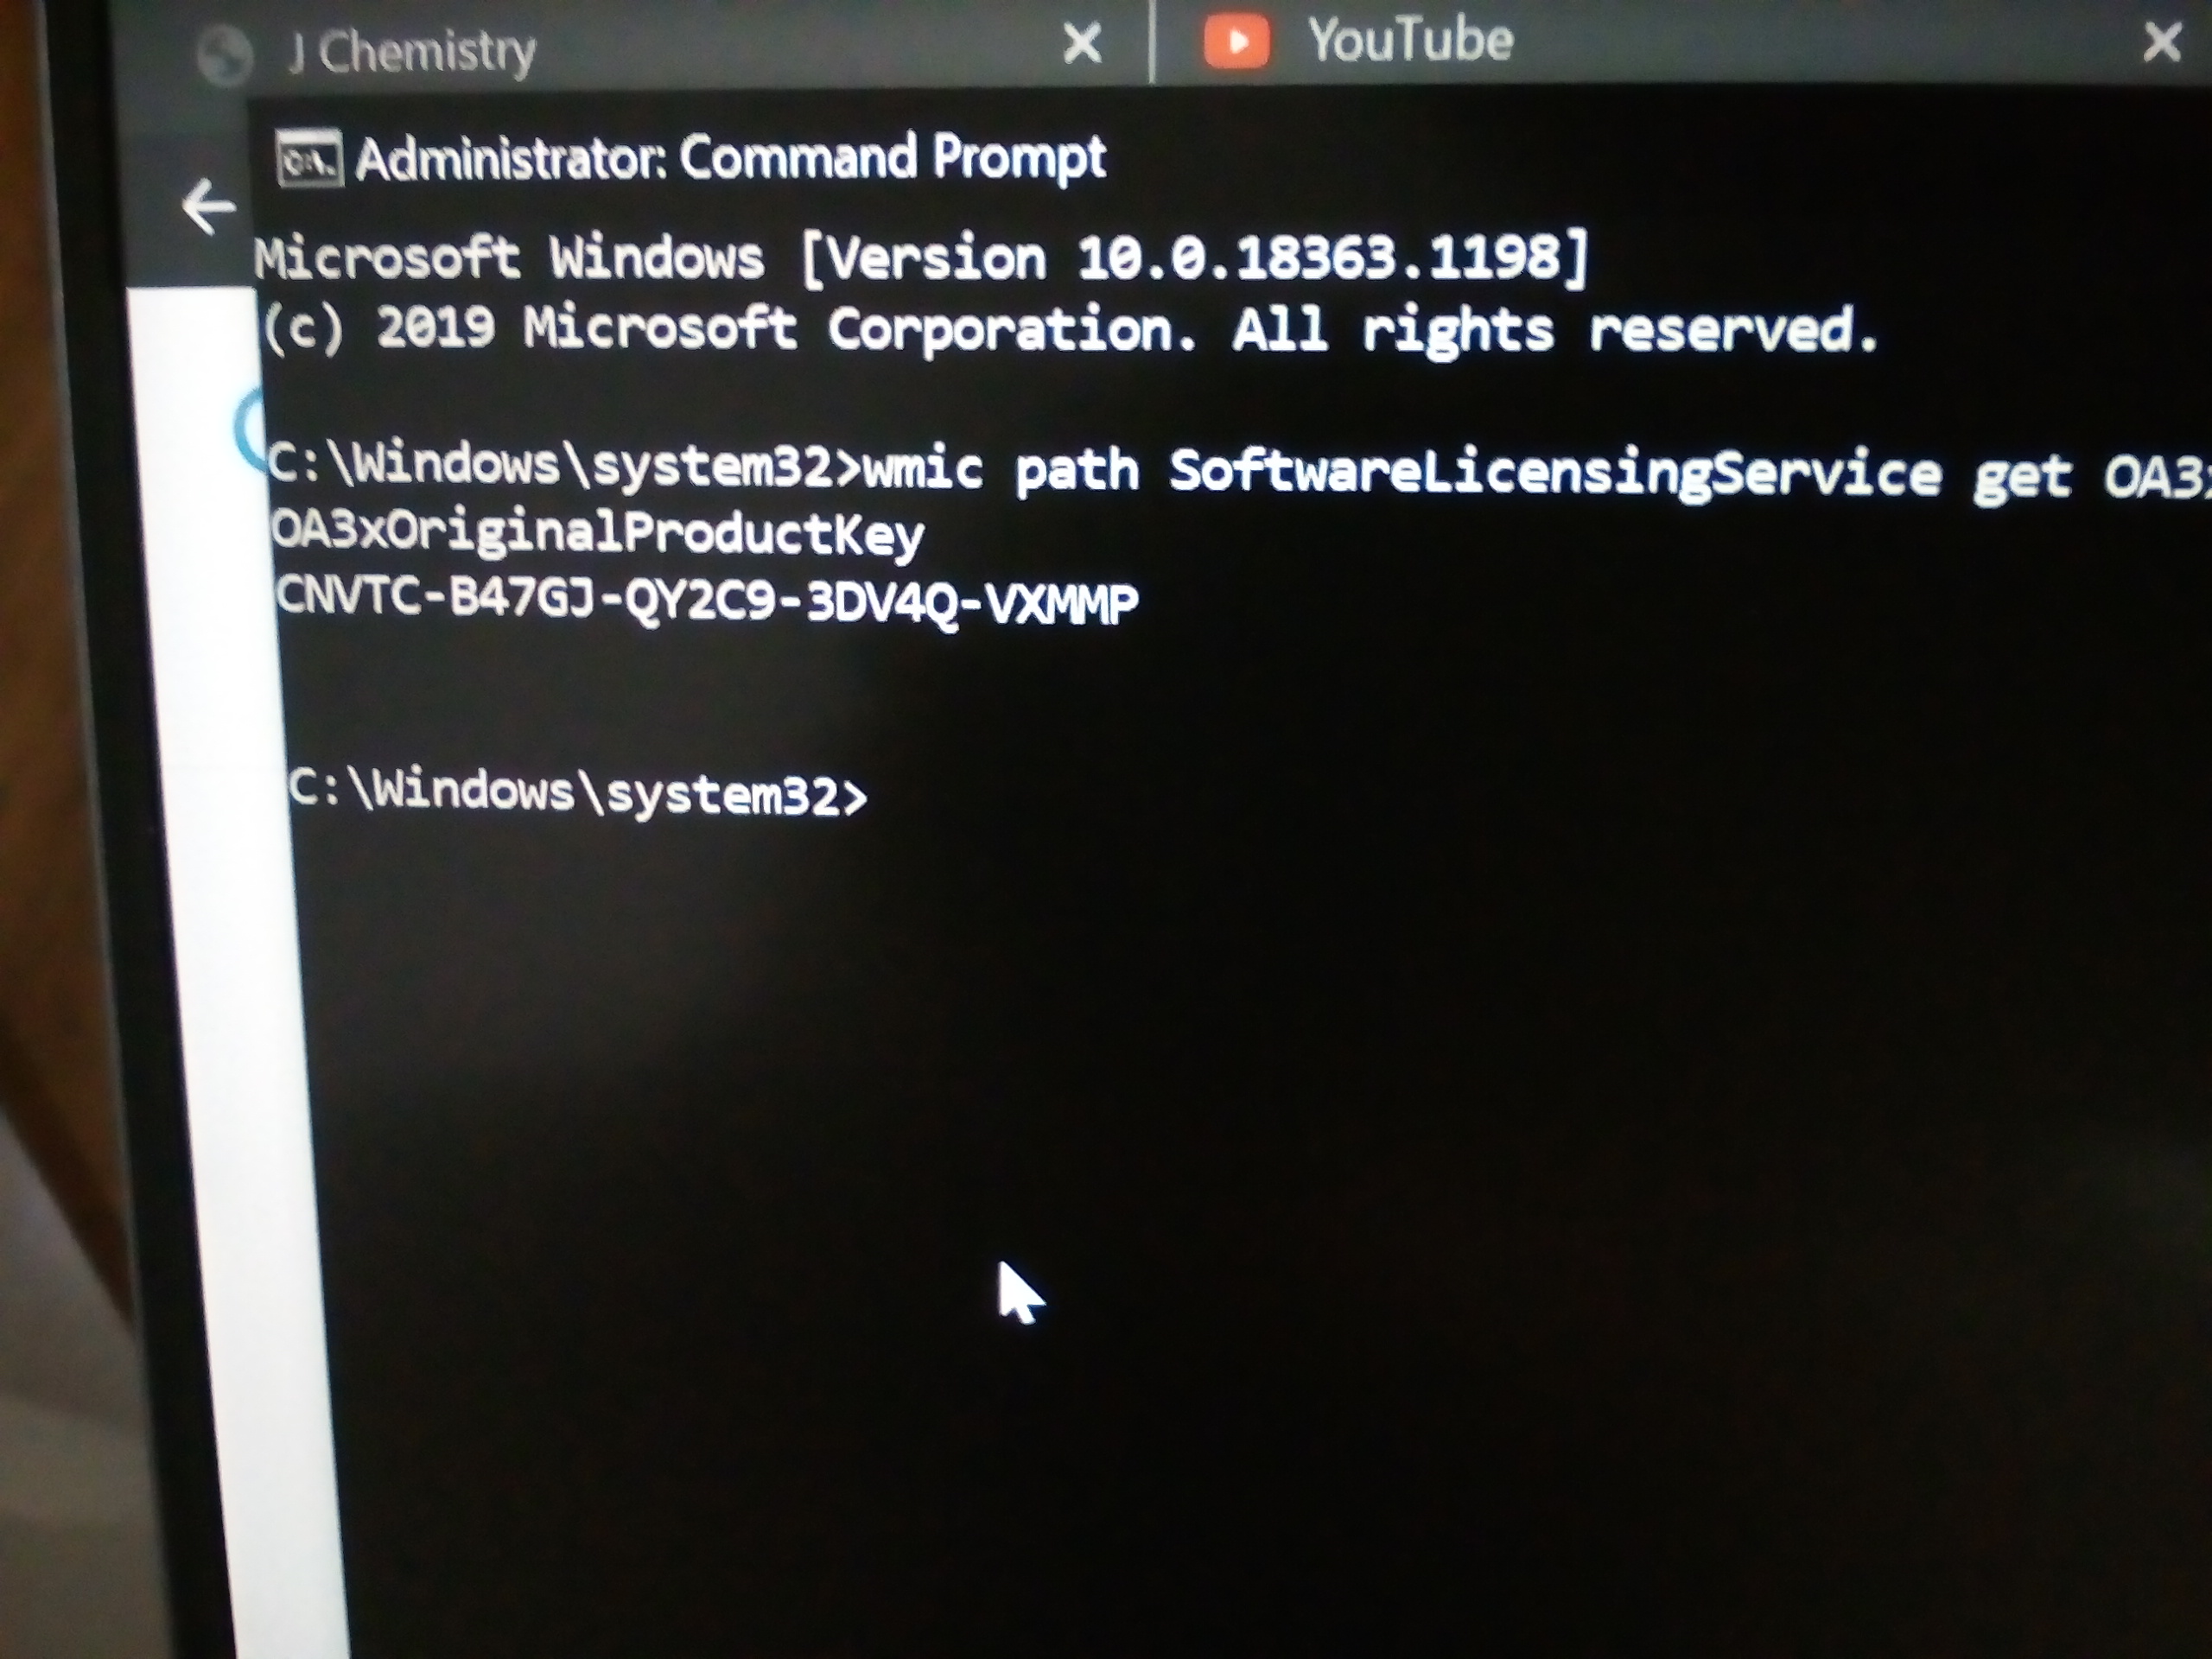 J Chemistry
YouTube
Administrator: Command Prompt
Microsoft Windows [Version 10.0.18363.1198]
(c) 2019 Microsoft Corporation. All rights reserved.
C:\Windows\system32>wmic path SoftwareLicensingService get OA3x
OA3xOriginalProductKey
CNVTC-B47GJ-QY2C9-3DV4Q-VXMMP
C:\Windows\system32>